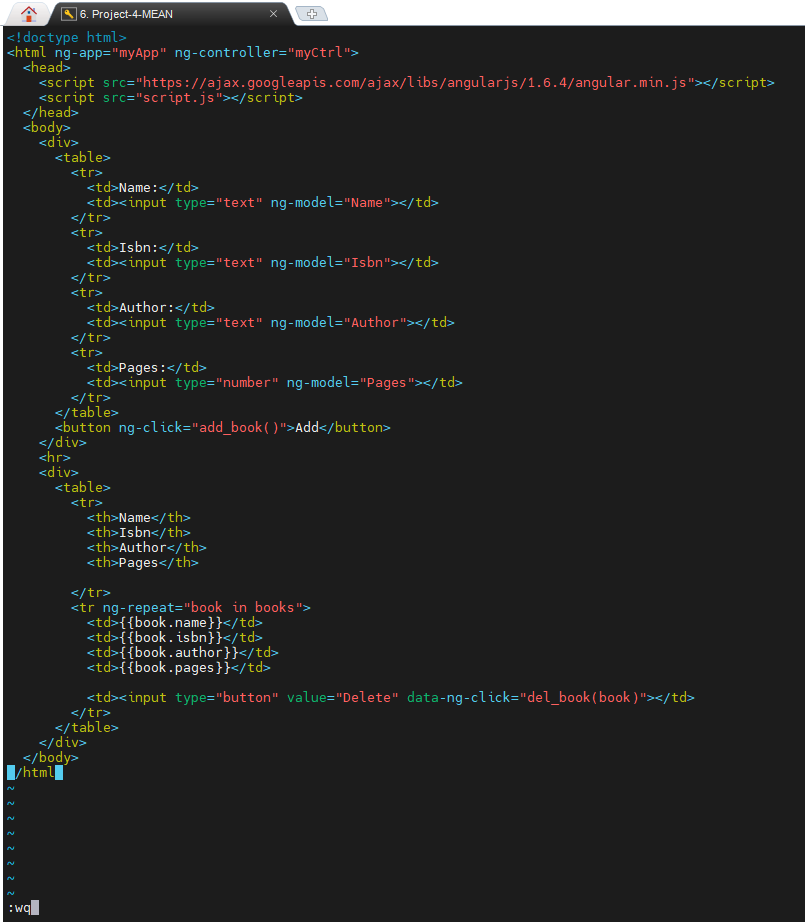 6. Project-4-MEAN
<!doctype html>
<html ng-app="myApp" ng-controller="myCtrl">
  <head>
    <script src="https://ajax.googleapis.com/ajax/libs/angularjs/1.6.4/angular.min.js"></script>
    <script src="script.js"></script>
  </head>
  <body>
    <div>
      <table>
        <tr>
          <td>Name:</td>
          <td><input type="text" ng-model="Name"></td>
        </tr>
        <tr>
          <td>Isbn:</td>
          <td><input type="text" ng-model="Isbn"></td>
        </tr>
        <tr>
          <td>Author:</td>
          <td><input type="text" ng-model="Author"></td>
        </tr>
        <tr>
          <td>Pages:</td>
          <td><input type="number" ng-model="Pages"></td>
        </tr>
      </table>
      <button ng-click="add_book()">Add</button>
    </div>
    <hr>
    <div>
      <table>
        <tr>
          <th>Name</th>
          <th>Isbn</th>
          <th>Author</th>
          <th>Pages</th>

        </tr>
        <tr ng-repeat="book in books">
          <td>{{book.name}}</td>
          <td>{{book.isbn}}</td>
          <td>{{book.author}}</td>
          <td>{{book.pages}}</td>

          <td><input type="button" value="Delete" data-ng-click="del_book(book)"></td>
        </tr>
      </table>
    </div>
  </body>
</html>
~
~
~
~
~
~
~
~
:wq